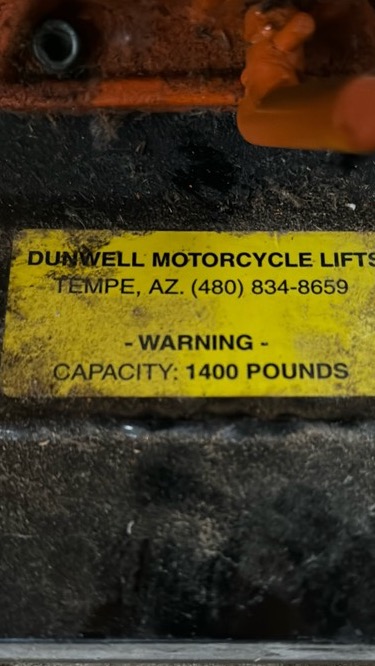 DUNWELL MOTORCYCLE LIFTS
TEMPE, AZ. (480) 834-8659
- WARNING -
CAPACITY: 1400 POUNDS